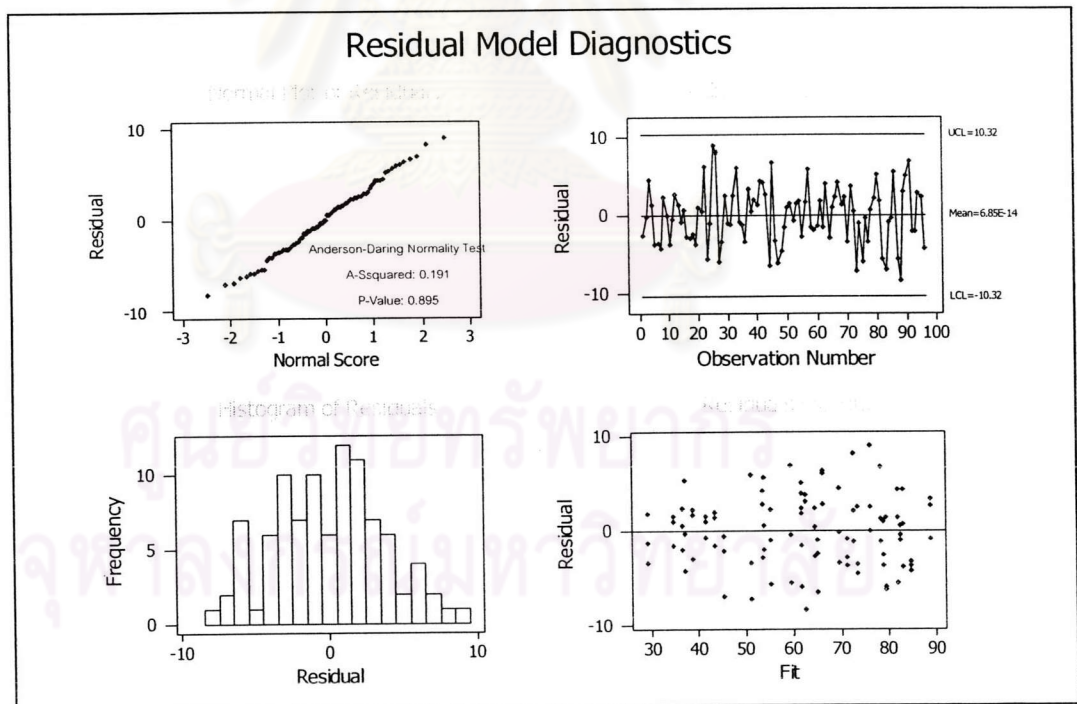 Residual Model Diagnostics
Normal Plot of Residuals
Residual
10
0
-10
Anderson-Daring Normality Test
A-Ssquared: 0.191
P-Value: 0.895
-3 -2 -1 0 1 2 3
Normal Score
Residual
10
0
-10
UCL=10.32
Mean=6.85E-14
LCL=-10.32
0 10 20 30 40 50 60 70 80 90 100
Observation Number
Histogram of Residuals
Frequency
10
5
0
-10 0 10
Residual
Residual
10
0
-10
30 40 50 60 70 80 90
Fit
ศูนย์วิทยทรัพยากร
จุฬาลงกรณ์มหาวิทยาลัย